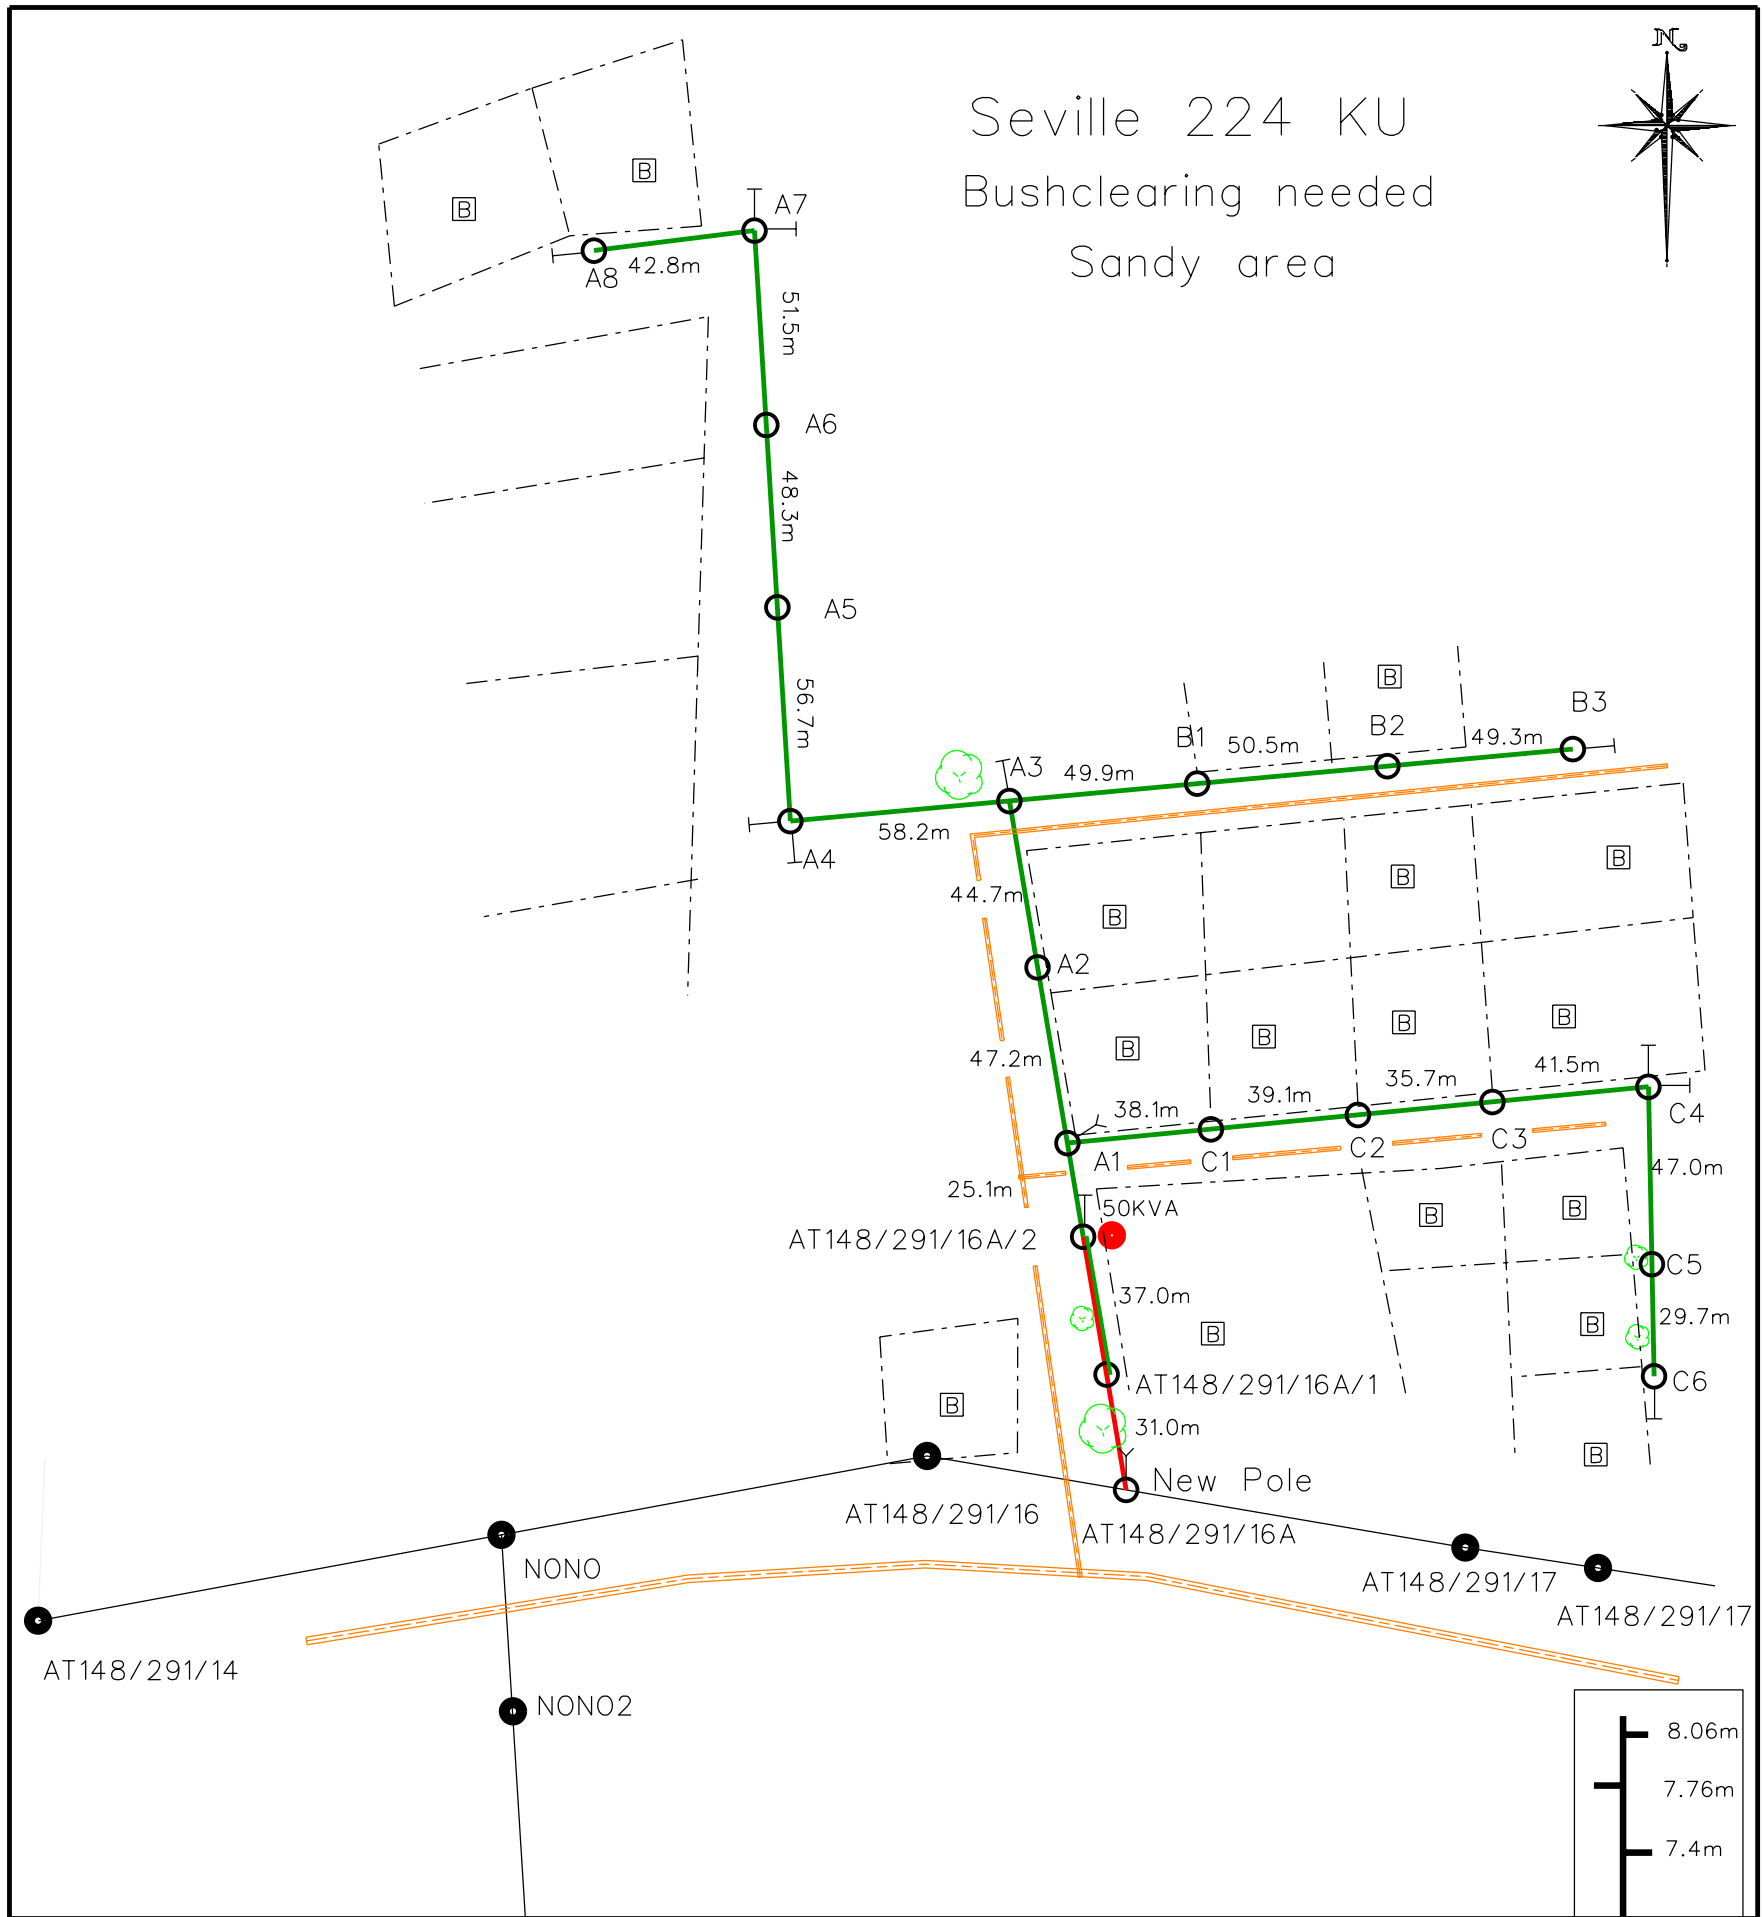 N
Seville 224 KU
Bushclearing needed
Sandy area
B
B
A7
A8
42.8m
51.5m
A6
48.3m
A5
56.7m
B
B3
B1
B2
50.5m
49.3m
A3
49.9m
58.2m
A4
B
B
44.7m
B
A2
B
B
B
B
47.2m
41.5m
35.7m
39.1m
38.1m
C4
A1
C1
C2
C3
47.0m
25.1m
50KVA
B
B
AT148/291/16A/2
C5
37.0m
B
B
29.7m
AT148/291/16A/1
C6
B
31.0m
B
New Pole
AT148/291/16
AT148/291/16A
NONO
AT148/291/17
AT148/291/17
AT148/291/14
NONO2
8.06m
7.76m
7.4m